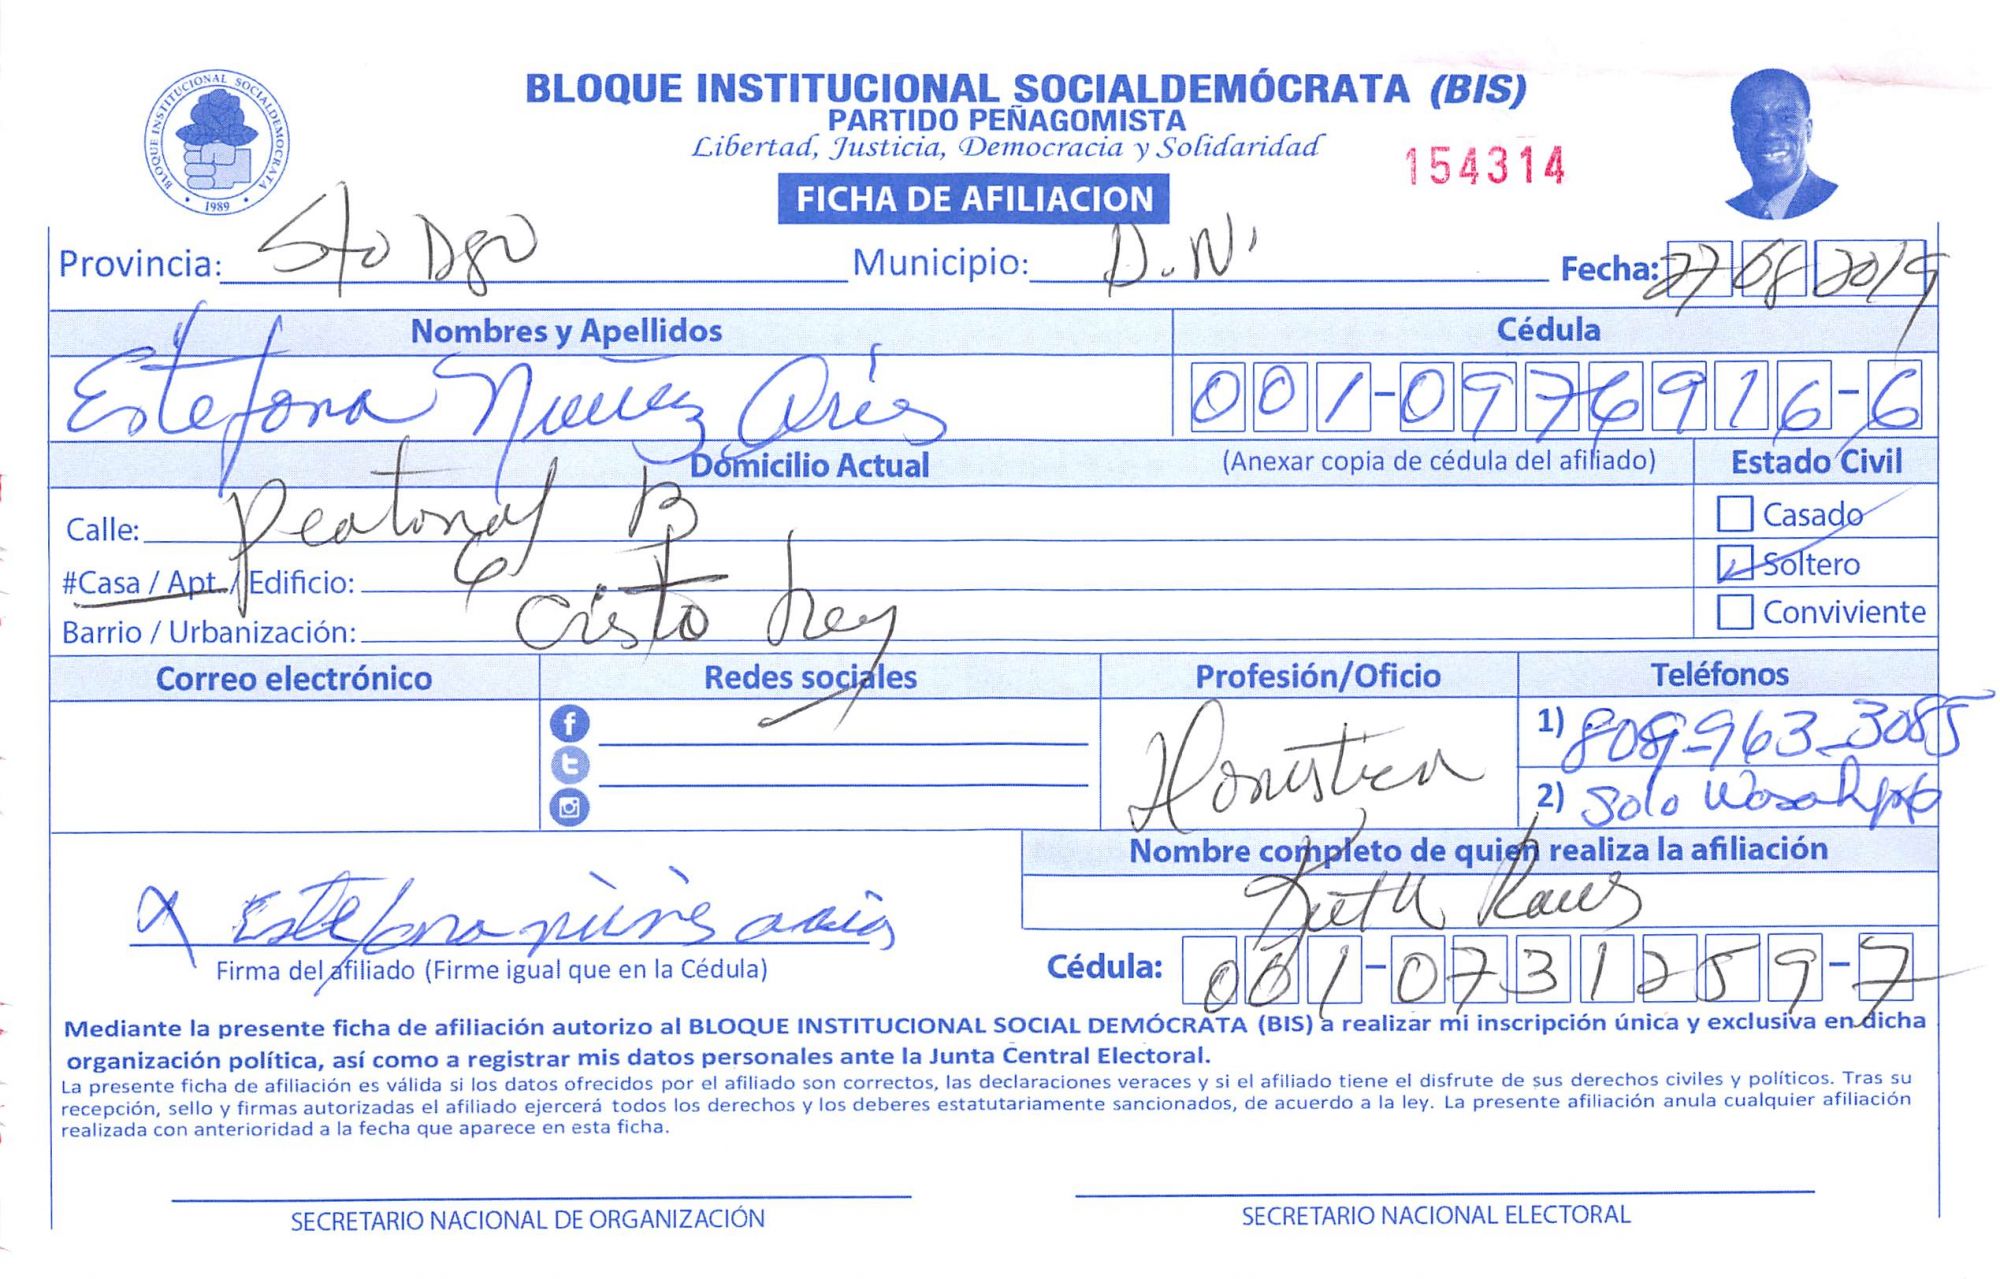 BLOQUE INSTITUCIONAL SOCIALDEMÓCRATA (BIS)
PARTIDO PEÑAGOMISTA
Libertad, Justicia, Democracia y Solidaridad
BLOQUE INSTITUCIONAL SOCIALDEMOCRATA
1989
154314
FICHA DE AFILIACION
Provincia: Sto Dgo Municipio: D.N. Fecha: 27 08 2019
Nombres y Apellidos Cédula
Estefona Nuñez 001-0976916-6
Domicilio Actual (Anexar copia de cédula del afiliado) Estado Civil
Calle: Peatonal B Casado
#Casa / Apt. / Edificio: 6 Soltero
Barrio / Urbanización: Cristo Rey Conviviente
Correo electrónico Redes sociales Profesión/Oficio Teléfonos
1) 809-963-3085
2) Solo
Nombre completo de quien realiza la afiliación
Ruth
Estefona
Firma del afiliado (Firme igual que en la Cédula)
Cédula: 001-0731259-7
Mediante la presente ficha de afiliación autorizo al BLOQUE INSTITUCIONAL SOCIAL DEMÓCRATA (BIS) a realizar mi inscripción única y exclusiva en dicha
organización política, así como a registrar mis datos personales ante la Junta Central Electoral.
La presente ficha de afiliación es válida si los datos ofrecidos por el afiliado son correctos, las declaraciones veraces y si el afiliado tiene el disfrute de sus derechos civiles y políticos. Tras su
recepción, sello y firmas autorizadas el afiliado ejercerá todos los derechos y los deberes estatutariamente sancionados, de acuerdo a la ley. La presente afiliación anula cualquier afiliación
realizada con anterioridad a la fecha que aparece en esta ficha.
SECRETARIO NACIONAL DE ORGANIZACIÓN SECRETARIO NACIONAL ELECTORAL